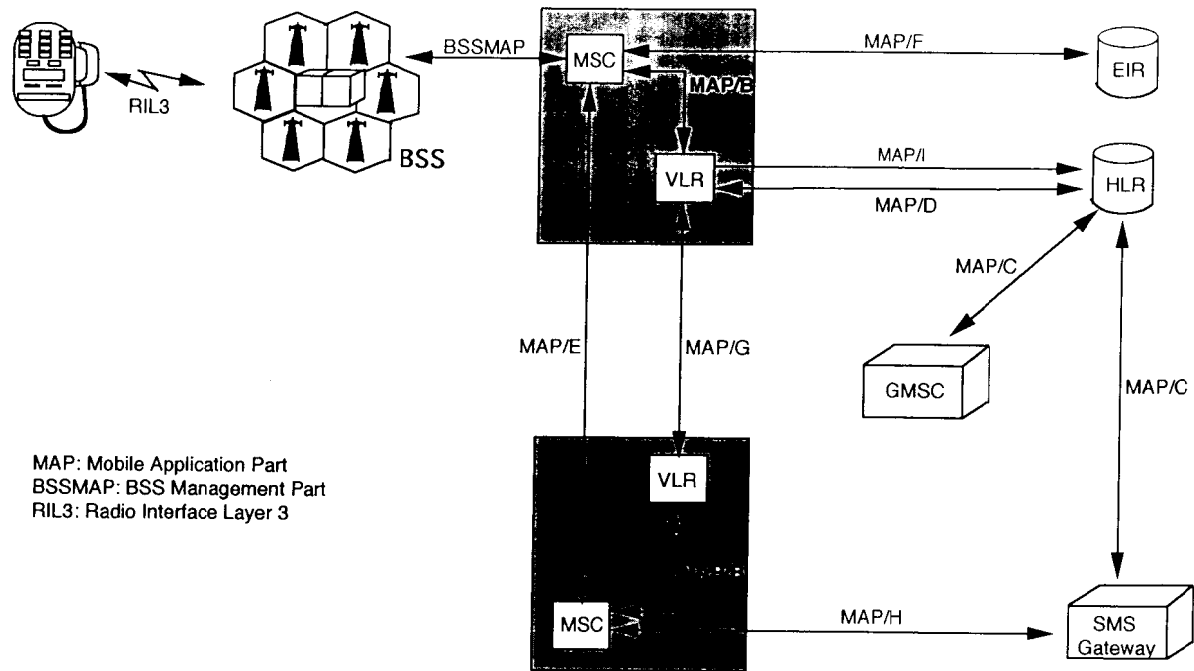 BSSMAP
MAP/F
MSC
EIR
RIL3
MAP/B
BSS
MAP/I
VLR
HLR
MAP/D
MAP/C
MAP/E
MAP/G
GMSC
MAP/C
MAP: Mobile Application Part
BSSMAP: BSS Management Part
RIL3: Radio Interface Layer 3
VLR
MSC
MAP/H
SMS
Gateway